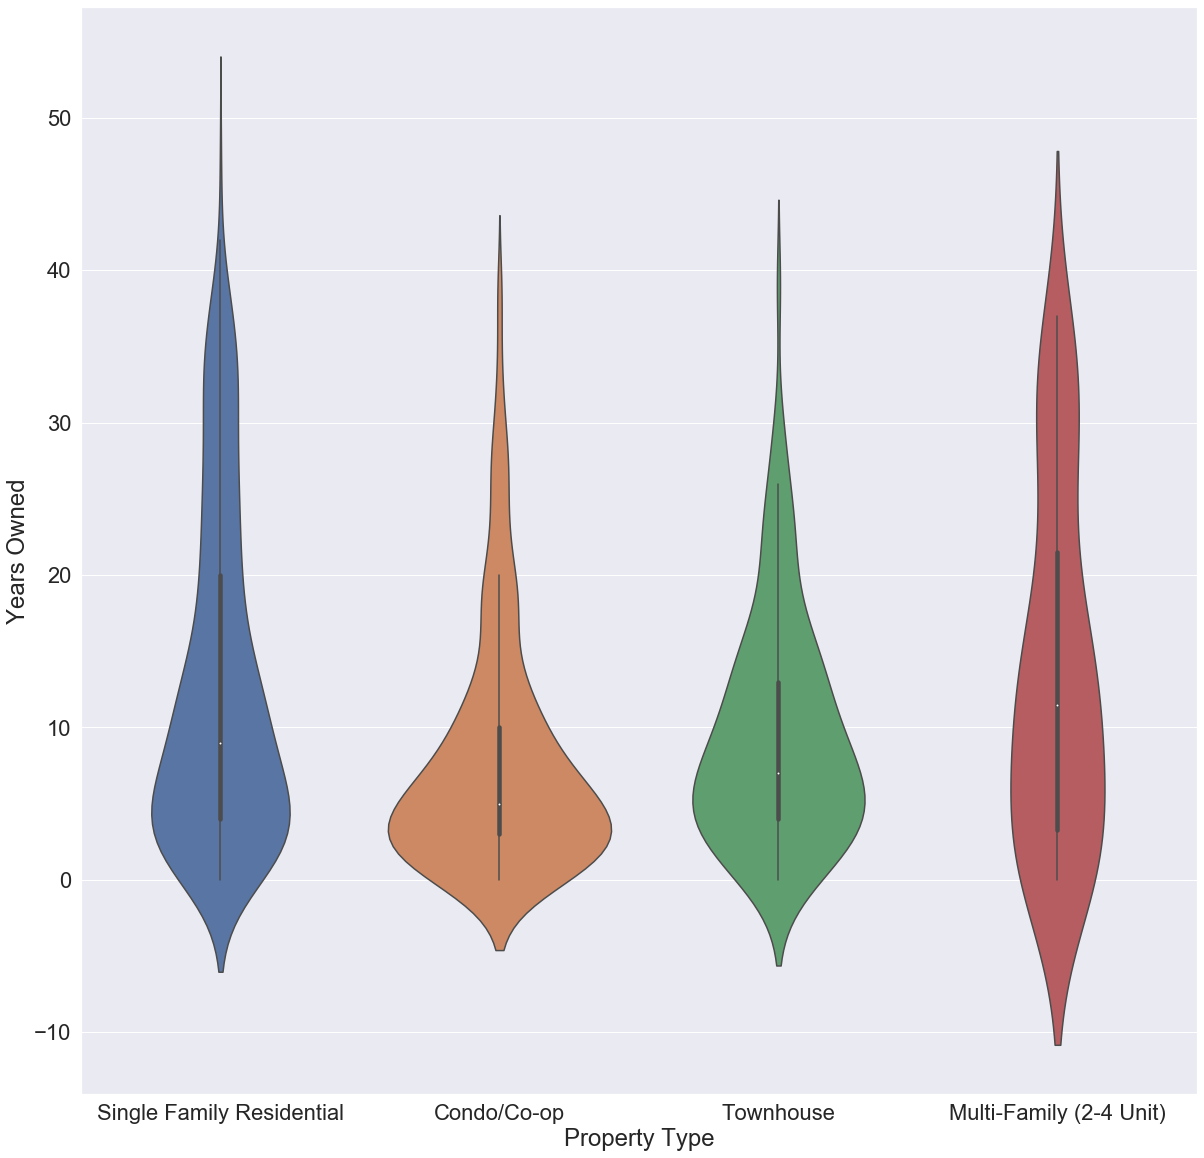 50
40
30
20
10
0
−10
Years Owned
Single Family Residential
Condo/Co-op
Townhouse
Multi-Family (2-4 Unit)
Property Type